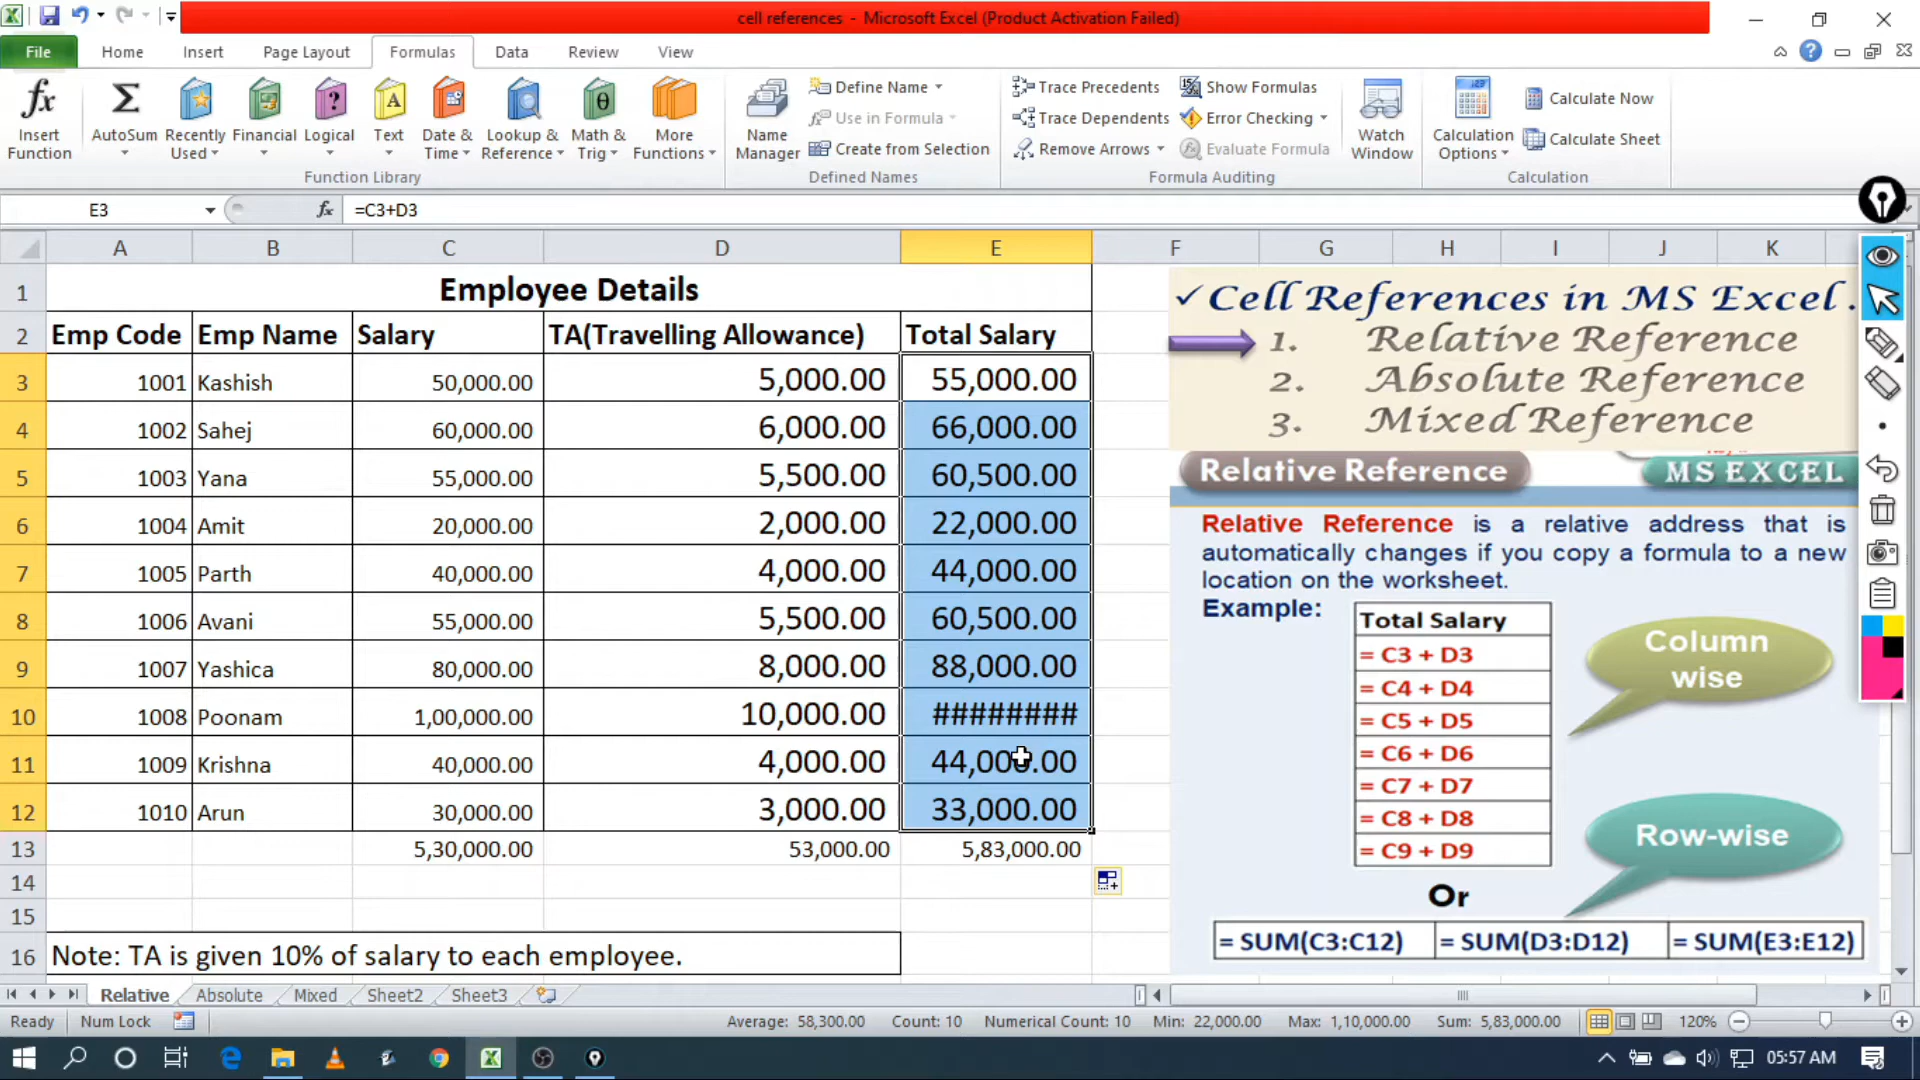 cell references - Microsoft Excel (Product Activation Failed)
File Home Insert Page Layout Formulas Data Review View
Insert Function
AutoSum
Recently Used
Financial
Logical
Text
Date & Time
Lookup & Reference
Math & Trig
More Functions
Function Library
Name Manager
Define Name
Use in Formula
Create from Selection
Defined Names
Trace Precedents
Trace Dependents
Remove Arrows
Show Formulas
Error Checking
Evaluate Formula
Formula Auditing
Watch Window
Calculation Options
Calculate Now
Calculate Sheet
Calculation
E3 fx =C3+D3
A B C D E F G H I J K
1 Employee Details
2 Emp Code Emp Name Salary TA(Travelling Allowance) Total Salary
3 1001 Kashish 50,000.00 5,000.00 55,000.00
4 1002 Sahej 60,000.00 6,000.00 66,000.00
5 1003 Yana 55,000.00 5,500.00 60,500.00
6 1004 Amit 20,000.00 2,000.00 22,000.00
7 1005 Parth 40,000.00 4,000.00 44,000.00
8 1006 Avani 55,000.00 5,500.00 60,500.00
9 1007 Yashica 80,000.00 8,000.00 88,000.00
10 1008 Poonam 1,00,000.00 10,000.00 ########
11 1009 Krishna 40,000.00 4,000.00 44,000.00
12 1010 Arun 30,000.00 3,000.00 33,000.00
13 5,30,000.00 53,000.00 5,83,000.00
14
15
16 Note: TA is given 10% of salary to each employee.
✓ Cell References in MS Excel .
1. Relative Reference
2. Absolute Reference
3. Mixed Reference
Relative Reference
MS EXCEL
Relative Reference is a relative address that is
automatically changes if you copy a formula to a new
location on the worksheet.
Example:
Total Salary
= C3 + D3
= C4 + D4
= C5 + D5
= C6 + D6
= C7 + D7
= C8 + D8
= C9 + D9
Column wise
Row-wise
Or
= SUM(C3:C12) = SUM(D3:D12) = SUM(E3:E12)
Relative Absolute Mixed Sheet2 Sheet3
Ready Num Lock Average: 58,300.00 Count: 10 Numerical Count: 10 Min: 22,000.00 Max: 1,10,000.00 Sum: 5,83,000.00 120%
05:57 AM